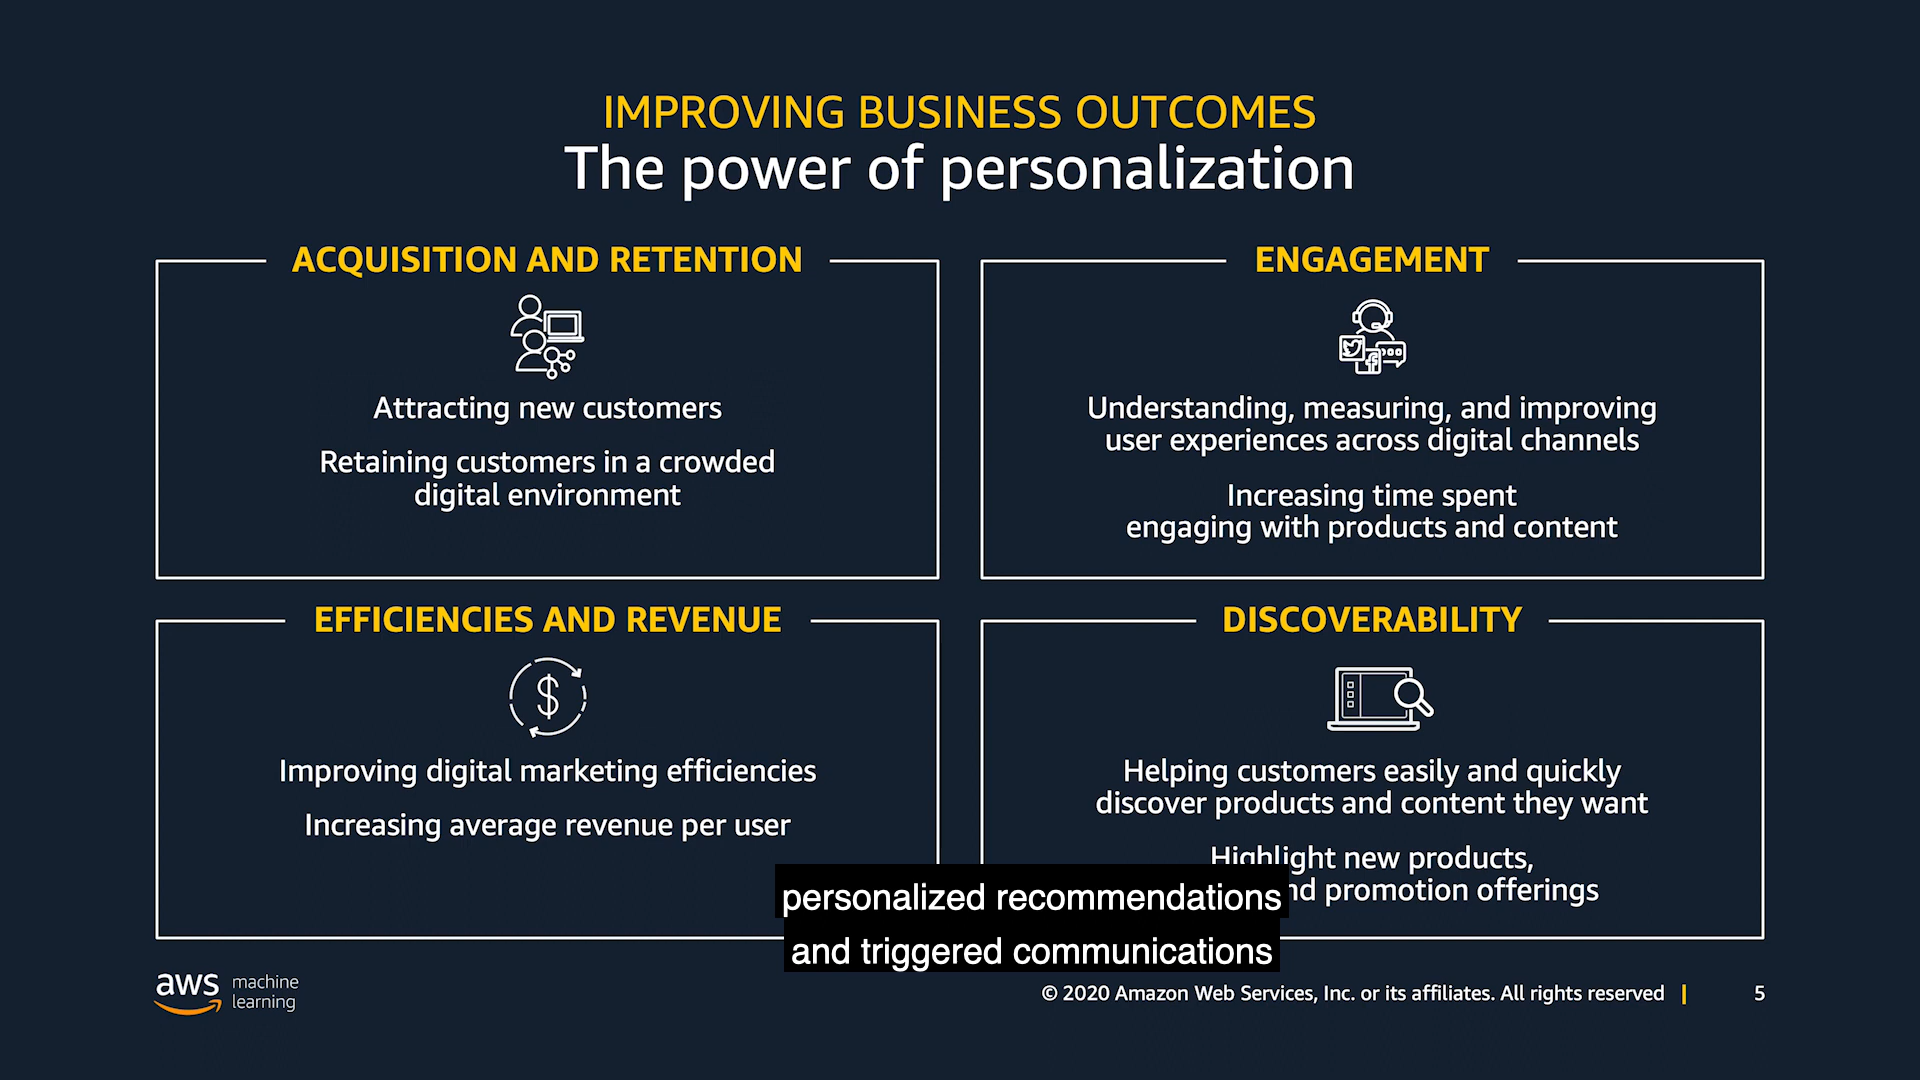 IMPROVING BUSINESS OUTCOMES
The power of personalization
ACQUISITION AND RETENTION
Attracting new customers
Retaining customers in a crowded
digital environment
ENGAGEMENT
Understanding, measuring, and improving
user experiences across digital channels
Increasing time spent
engaging with products and content
EFFICIENCIES AND REVENUE
Improving digital marketing efficiencies
Increasing average revenue per user
DISCOVERABILITY
Helping customers easily and quickly
discover products and content they want
Highlight new products,
promotion offerings
personalized recommendations
and triggered communications
aws machine
learning
© 2020 Amazon Web Services, Inc. or its affiliates. All rights reserved | 5